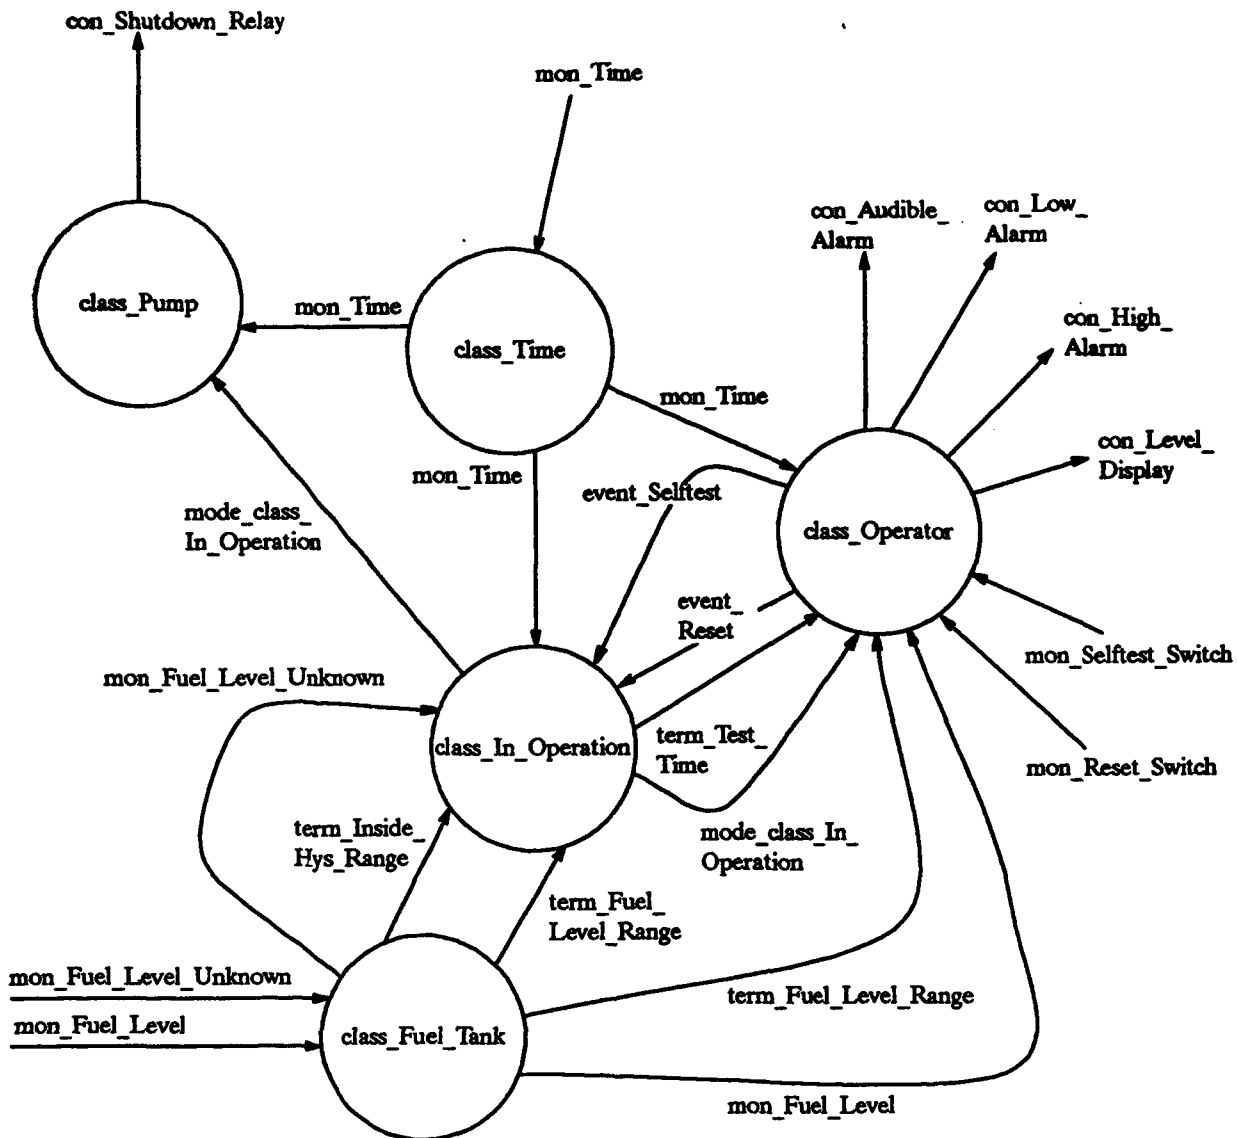 con_Shutdown_Relay
mon_Time
con_Audible_
Alarm
con_Low_
Alarm
class_Pump
mon_Time
class_Time
con_High_
Alarm
mon_Time
con_Level_
Display
mon_Time
event_Selftest
class_Operator
mode_class_
In_Operation
event_
Reset
mon_Selftest_Switch
mon_Fuel_Level_Unknown
class_In_Operation
term_Test_
Time
mon_Reset_Switch
term_Inside_
Hys_Range
mode_class_In_
Operation
term_Fuel_
Level_Range
mon_Fuel_Level_Unknown
term_Fuel_Level_Range
mon_Fuel_Level
class_Fuel_Tank
mon_Fuel_Level